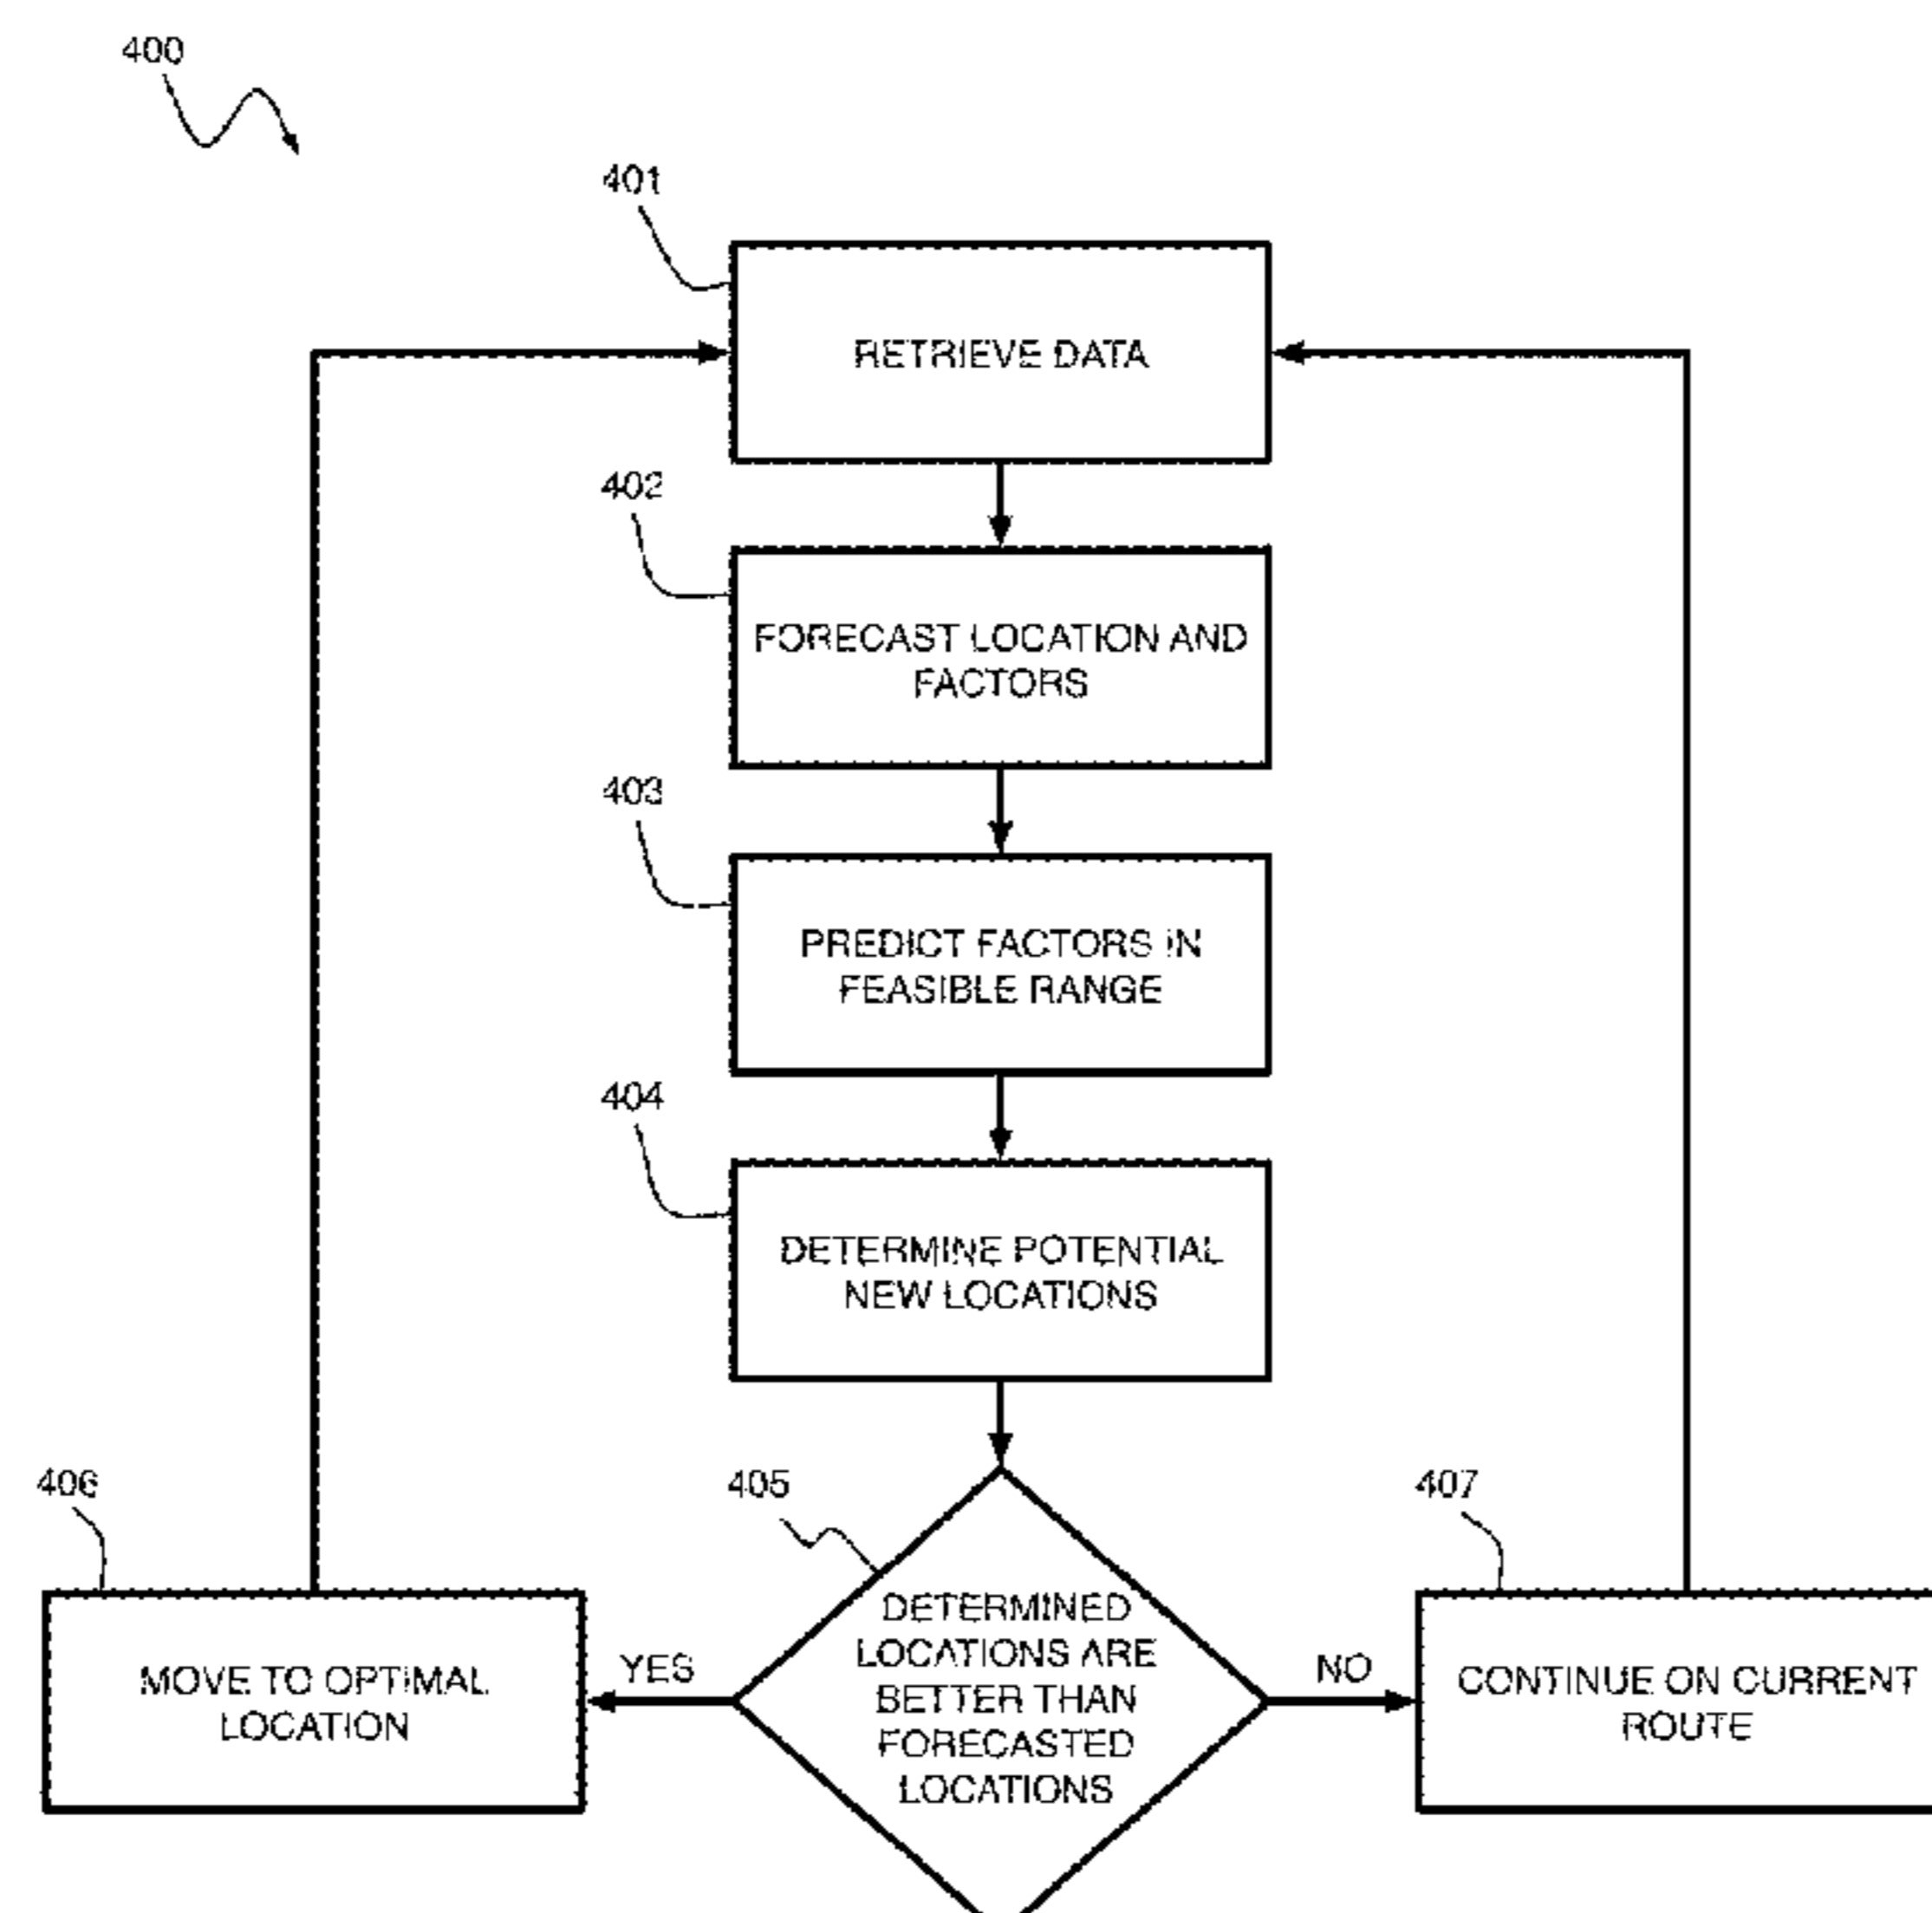 400
401
RETRIEVE DATA
402
FORECAST LOCATION AND
FACTORS
403
PREDICT FACTORS IN
FEASIBLE RANGE
404
DETERMINE POTENTIAL
NEW LOCATIONS
405
DETERMINED
LOCATIONS ARE
BETTER THAN
FORECASTED
LOCATIONS
YES
406
MOVE TO OPTIMAL
LOCATION
NO
407
CONTINUE ON CURRENT
ROUTE